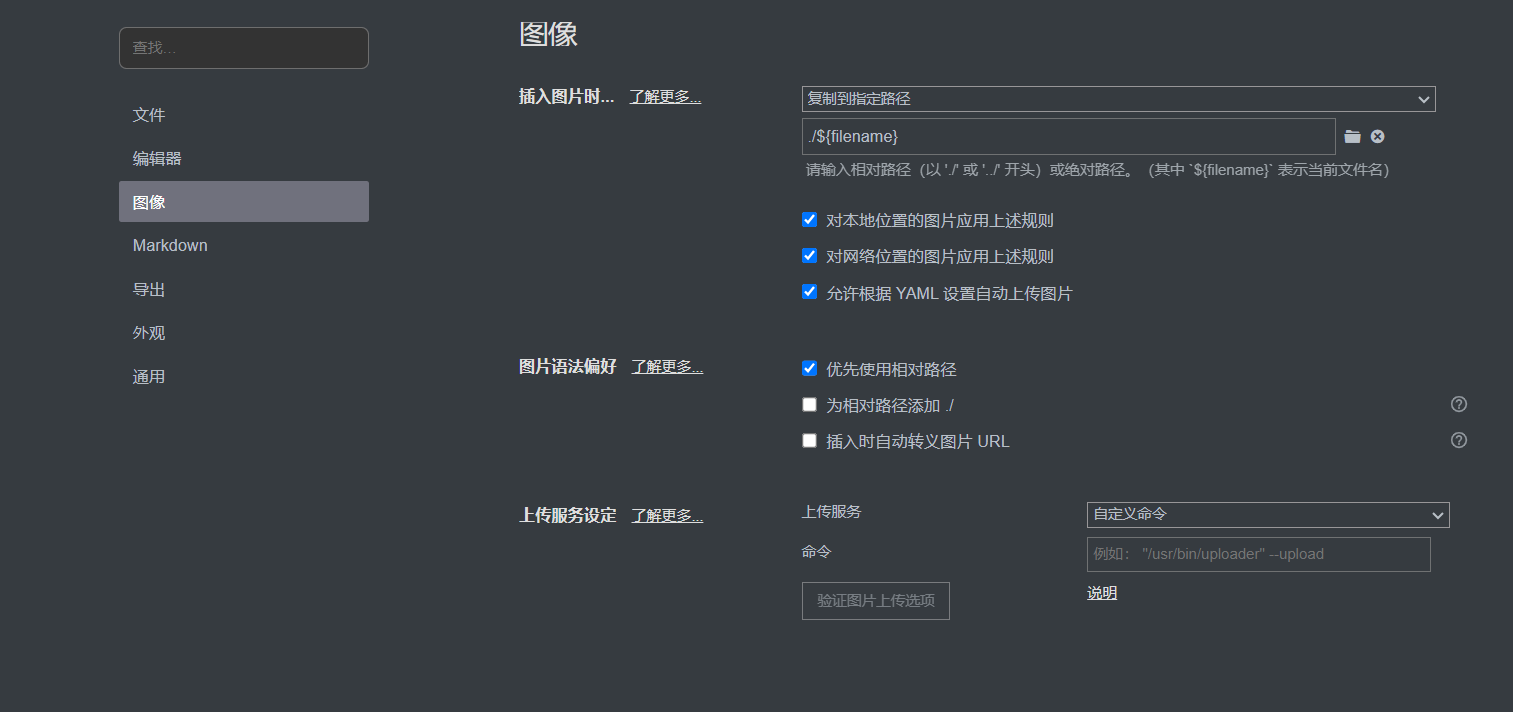 查找...
文件
编辑器
图像
Markdown
导出
外观
通用
图像
插入图片时... 了解更多...
复制到指定路径
./${filename}
请输入相对路径（以 './' 或 '../' 开头）或绝对路径。（其中 `${filename}` 表示当前文件名）
对本地位置的图片应用上述规则
对网络位置的图片应用上述规则
允许根据 YAML 设置自动上传图片
图片语法偏好 了解更多...
优先使用相对路径
为相对路径添加 ./
插入时自动转义图片 URL
上传服务设定 了解更多...
上传服务 自定义命令
命令 例如： "/usr/bin/uploader" --upload
验证图片上传选项 说明